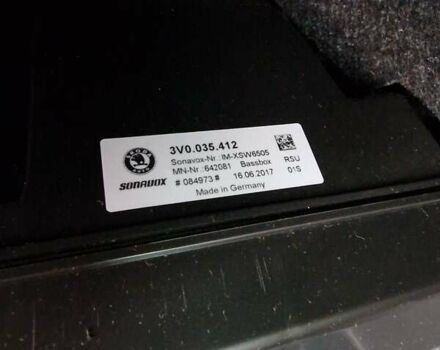 3V0.035.412
Sonavox-Nr.: IM-XSW6505
MN-Nr.: 642081 Bassbox RSU
# 084973 # 16.06.2017 01S
Made in Germany
SKODA
SONAVOX